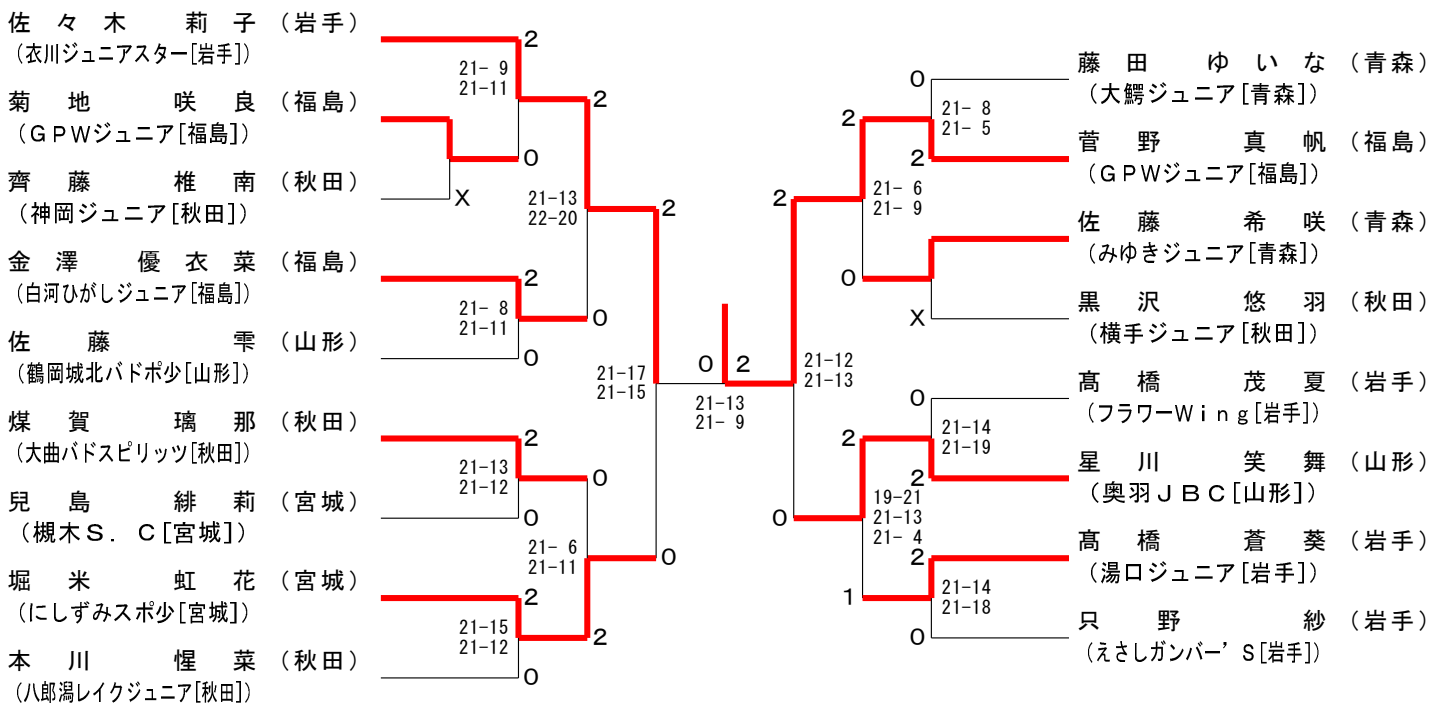 佐々木 莉子 (岩手)
(衣川ジュニアスター[岩手])
菊地 咲良 (福島)
(GPWジュニア[福島])
齊藤 椎南 (秋田)
(神岡ジュニア[秋田])
金澤 優衣菜 (福島)
(白河ひがしジュニア[福島])
佐藤 雫 (山形)
(鶴岡城北バドポ少[山形])
煤賀 璃那 (秋田)
(大曲バドスピリッツ[秋田])
兒島 緋莉 (宮城)
(槻木S.C[宮城])
堀米 虹花 (宮城)
(にしずみスポ少[宮城])
本川 惺菜 (秋田)
(八郎潟レイクジュニア[秋田])
2
21- 9
21-11
2
0
X
21-13
22-20
2
2
21- 8
21-11
0
0
21-17
21-15
2
21-13
21-12
0
0
21- 6
21-11
0
2
21-15
21-12
2
0
0 2
21-13
21- 9
0
21- 8
21- 5
2
2
2
21- 6
21- 9
0
X
21-12
21-13
0
21-14
21-19
2
2
0
19-21
21-13
21- 4
2
21-14
21-18
1
0
藤田 ゆいな (青森)
(大鰐ジュニア[青森])
菅野 真帆 (福島)
(GPWジュニア[福島])
佐藤 希咲 (青森)
(みゆきジュニア[青森])
黒沢 悠羽 (秋田)
(横手ジュニア[秋田])
髙橋 茂夏 (岩手)
(フラワーWing[岩手])
星川 笑舞 (山形)
(奥羽JBC[山形])
髙橋 蒼葵 (岩手)
(湯口ジュニア[岩手])
只野 紗 (岩手)
(えさしガンバー’S[岩手])